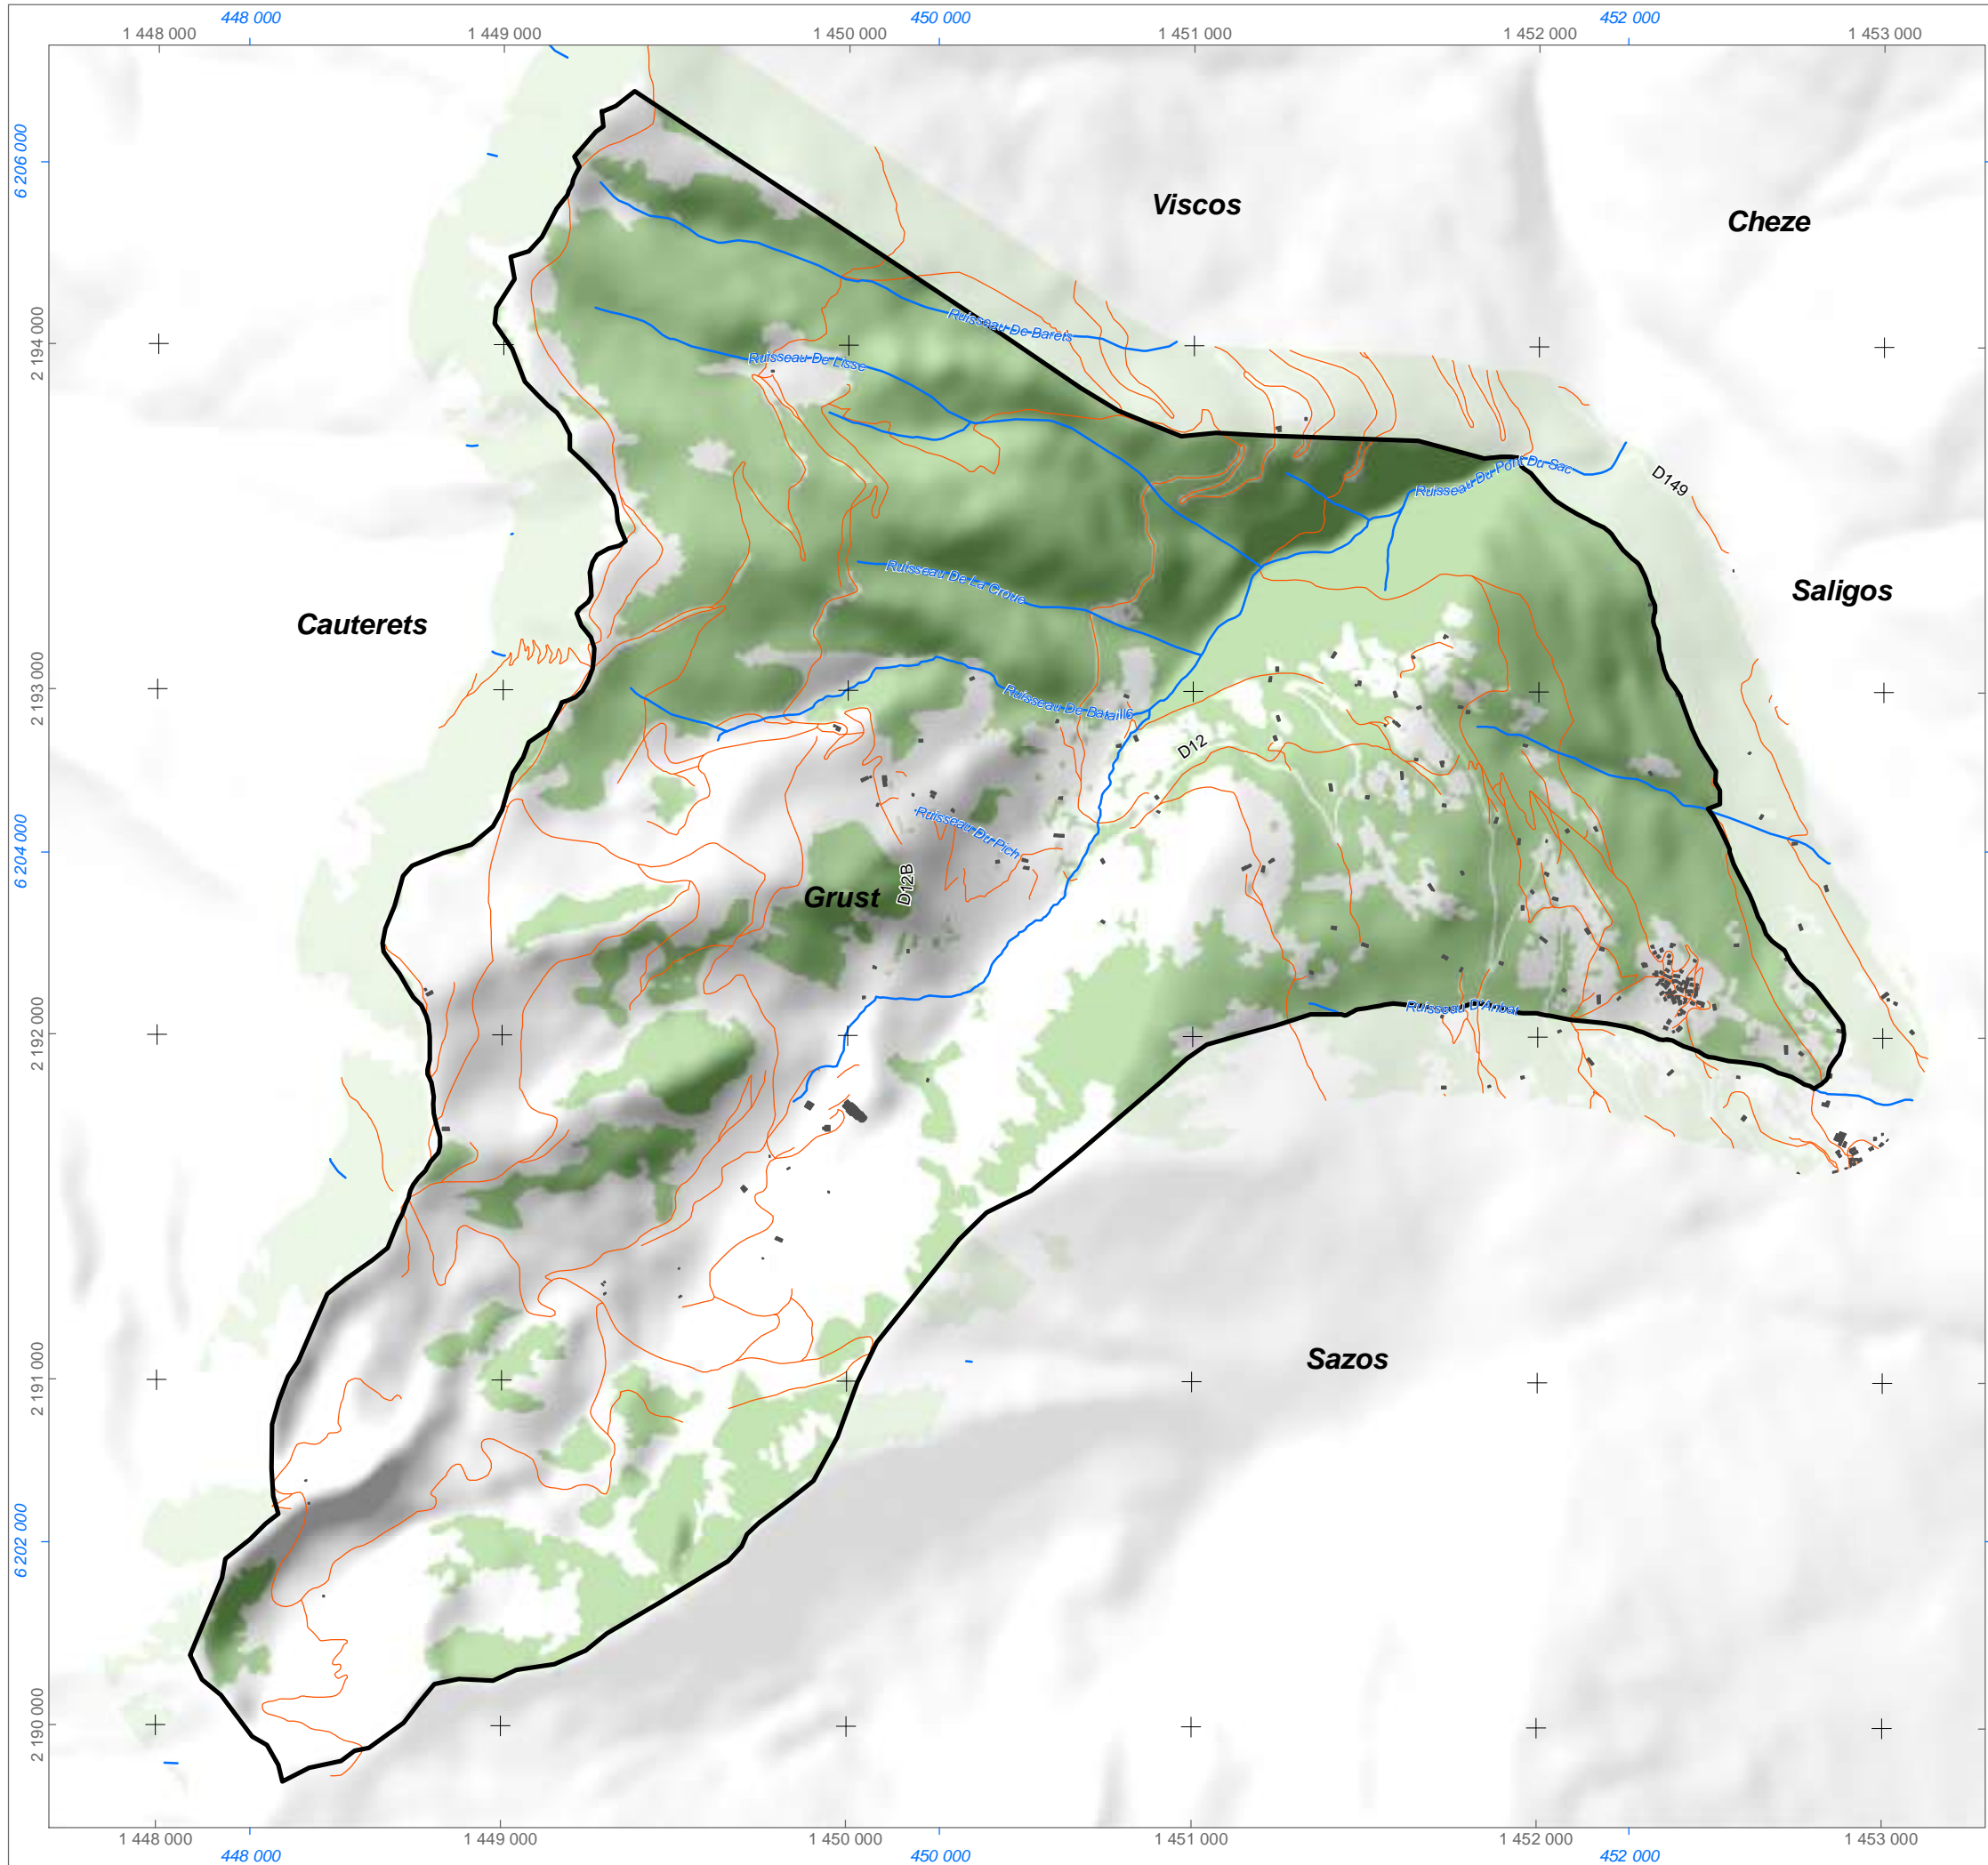 448 000 450 000 452 000
1 448 000 1 449 000 1 450 000 1 451 000 1 452 000 1 453 000
6 206 000
Viscos
Cheze
Ruisseau De Barets
2 194 000
Ruisseau De Lisse
Ruisseau Du Pont Du Sac
D149
Ruisseau De La Croue
Saligos
Cauterets
2 193 000
Ruisseau De Batail6
D12
Ruisseau Du Pich
6 204 000
D12B
Grust
Ruisseau D'Anbat
2 192 000
Sazos
2 191 000
6 202 000
2 190 000
1 448 000 1 449 000 1 450 000 1 451 000 1 452 000 1 453 000
448 000 450 000 452 000